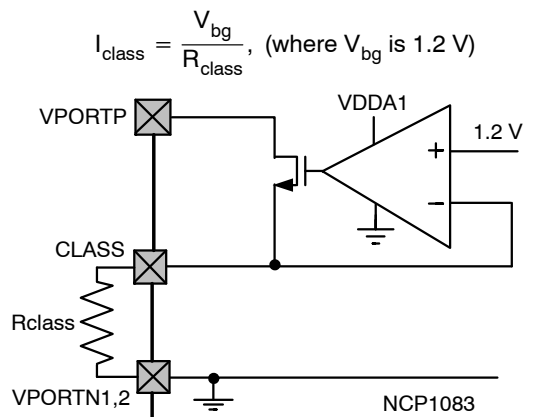 I_class = V_bg / R_class, (where V_bg is 1.2 V)
VPORTP
VDDA1
1.2 V
+
−
CLASS
Rclass
VPORTN1,2
NCP1083